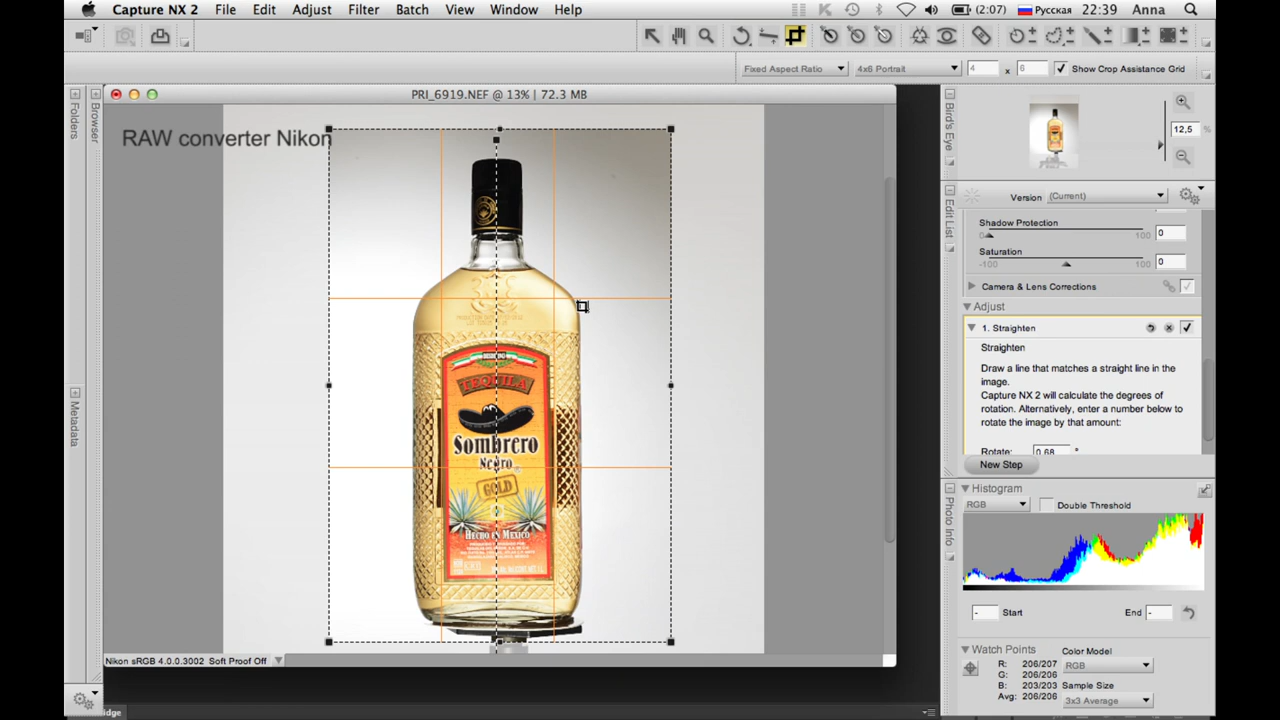 Capture NX 2 File Edit Adjust Filter Batch View Window Help (2:07) Русская 22:39 Anna
Fixed Aspect Ratio 4x6 Portrait 4 x 6 Show Crop Assistance Grid
PRI_6919.NEF @ 13% | 72.3 MB
Folders
Browser
Metadata
RAW converter Nikon
TEQUILA
Sombrero
Negro
GOLD
HECHO EN MEXICO
Nikon sRGB 4.0.0.3002 Soft Proof Off
Bird's Eye
12,5 %
Edit List
Version (Current)
Shadow Protection
0 100 0
Saturation
-100 100 0
Camera & Lens Corrections
Adjust
1. Straighten
Straighten
Draw a line that matches a straight line in the
image.
Capture NX 2 will calculate the degrees of
rotation. Alternatively, enter a number below to
rotate the image by that amount:
Rotate: 0,68 °
New Step
Photo Info
Histogram
RGB Double Threshold
- Start End -
Watch Points
Color Model
R: 206/207
RGB
G: 206/206
B: 203/203
Sample Size
Avg: 206/206
3x3 Average